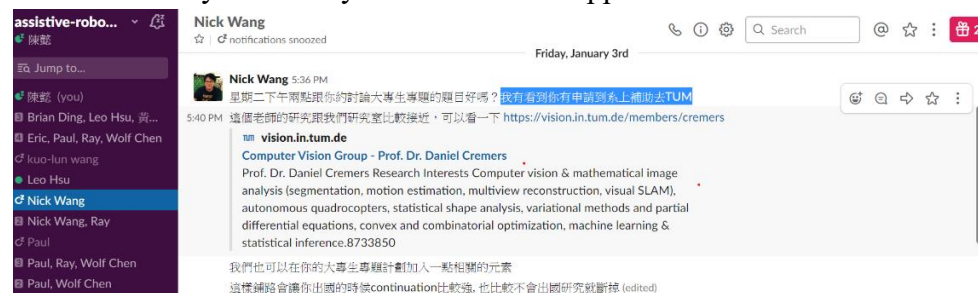 assistive-robo...
陳懿
Jump to...
陳懿 (you)
Brian Ding, Leo Hsu, 黃...
Eric, Paul, Ray, Wolf Chen
kuo-lun wang
Leo Hsu
Nick Wang
Nick Wang, Ray
Paul
Paul, Ray, Wolf Chen
Paul, Wolf Chen
Nick Wang
notifications snoozed
Search
Friday, January 3rd
Nick Wang 5:36 PM
星期二下午兩點跟你約討論大專生專題的題目好嗎？我有看到你有申請到系上補助去TUM
5:40 PM 這個老師的研究跟我們研究室比較接近，可以看一下 https://vision.in.tum.de/members/cremers
TUM vision.in.tum.de
Computer Vision Group - Prof. Dr. Daniel Cremers
Prof. Dr. Daniel Cremers Research Interests Computer vision & mathematical image
analysis (segmentation, motion estimation, multiview reconstruction, visual SLAM),
autonomous quadrocopters, statistical shape analysis, variational methods and partial
differential equations, convex and combinatorial optimization, machine learning &
statistical inference.8733850
我們也可以在你的大專生專題計劃加入一點相關的元素
這樣鋪路會讓你出國的時候continuation比較強, 也比較不會出國研究就斷掉 (edited)